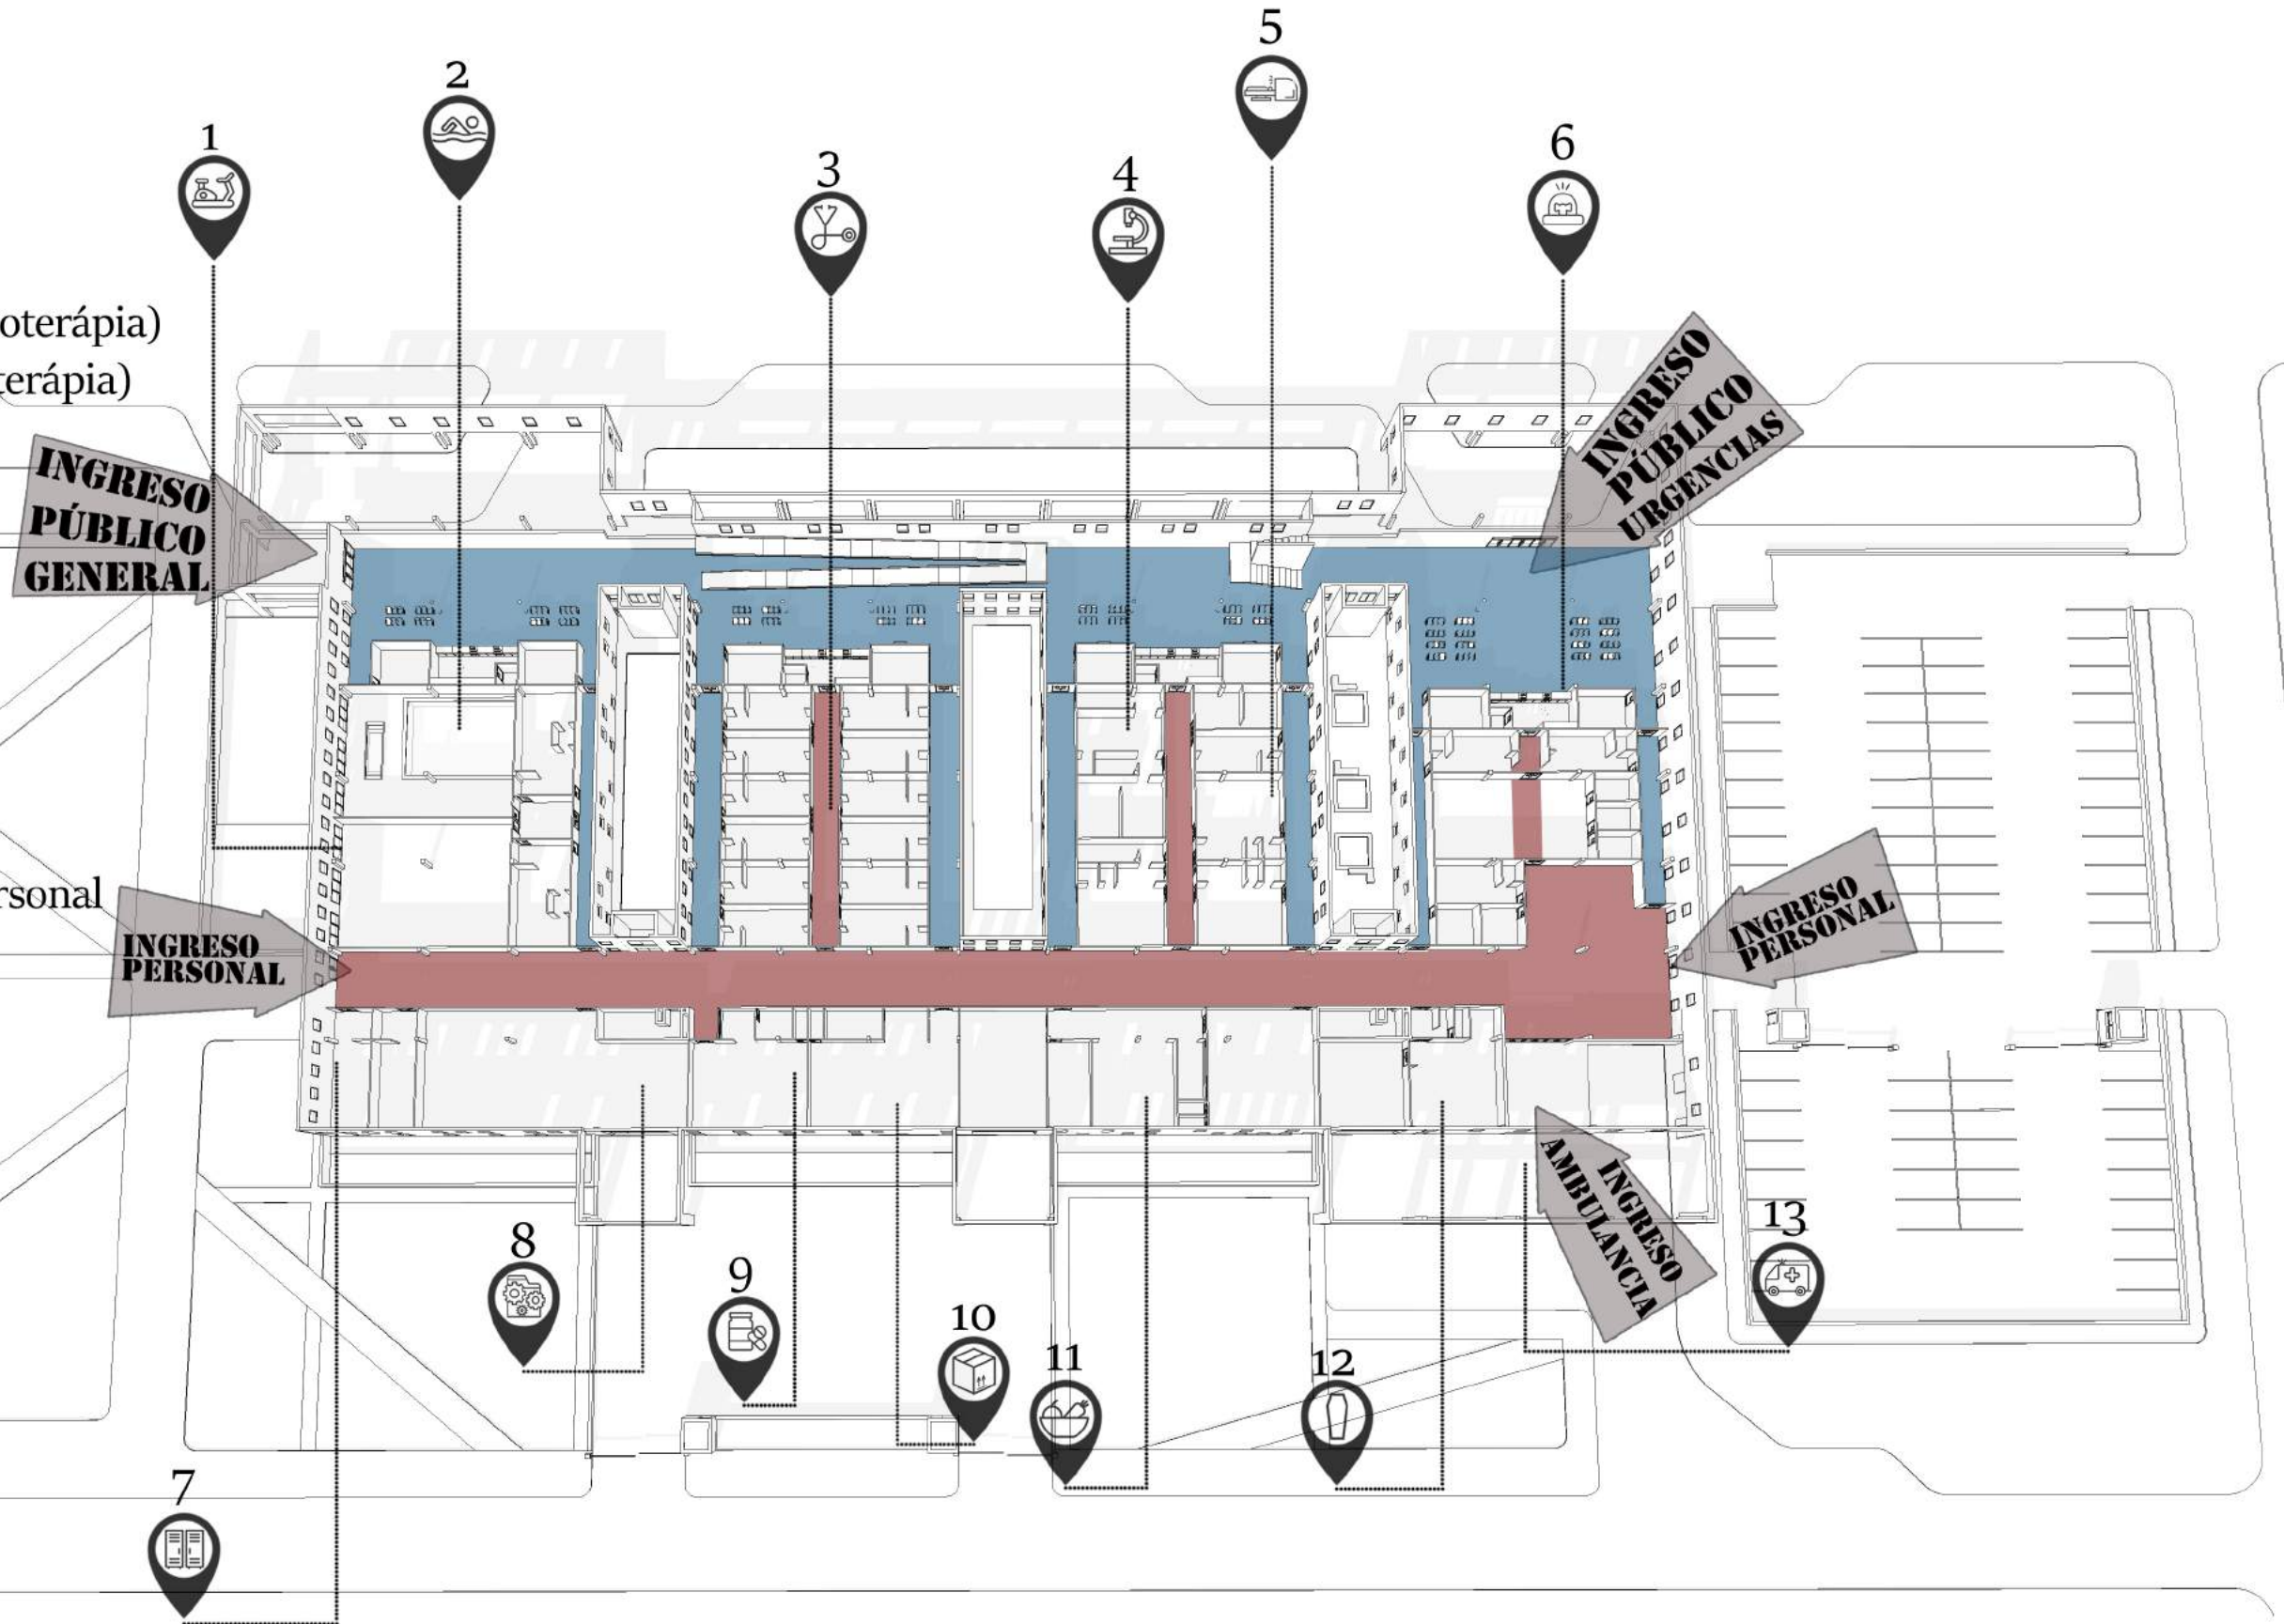 5
2
1
6
3
4
oterápia)
terápia)
INGRESO
PÚBLICO
URGENCIAS
INGRESO
PÚBLICO
GENERAL
rsonal
INGRESO
PERSONAL
INGRESO
PERSONAL
INGRESO
AMBULANCIA
13
8
9
10
11
12
7